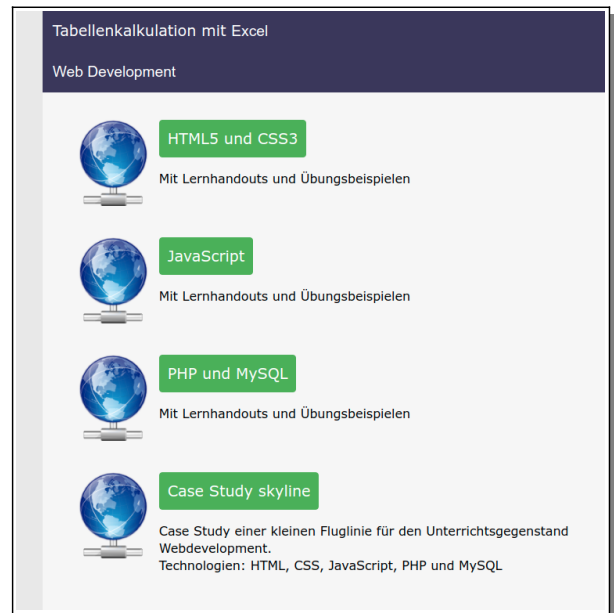 Tabellenkalkulation mit Excel
Web Development
HTML5 und CSS3
Mit Lernhandouts und Übungsbeispielen
JavaScript
Mit Lernhandouts und Übungsbeispielen
PHP und MySQL
Mit Lernhandouts und Übungsbeispielen
Case Study skyline
Case Study einer kleinen Fluglinie für den Unterrichtsgegenstand
Webdevelopment.
Technologien: HTML, CSS, JavaScript, PHP und MySQL